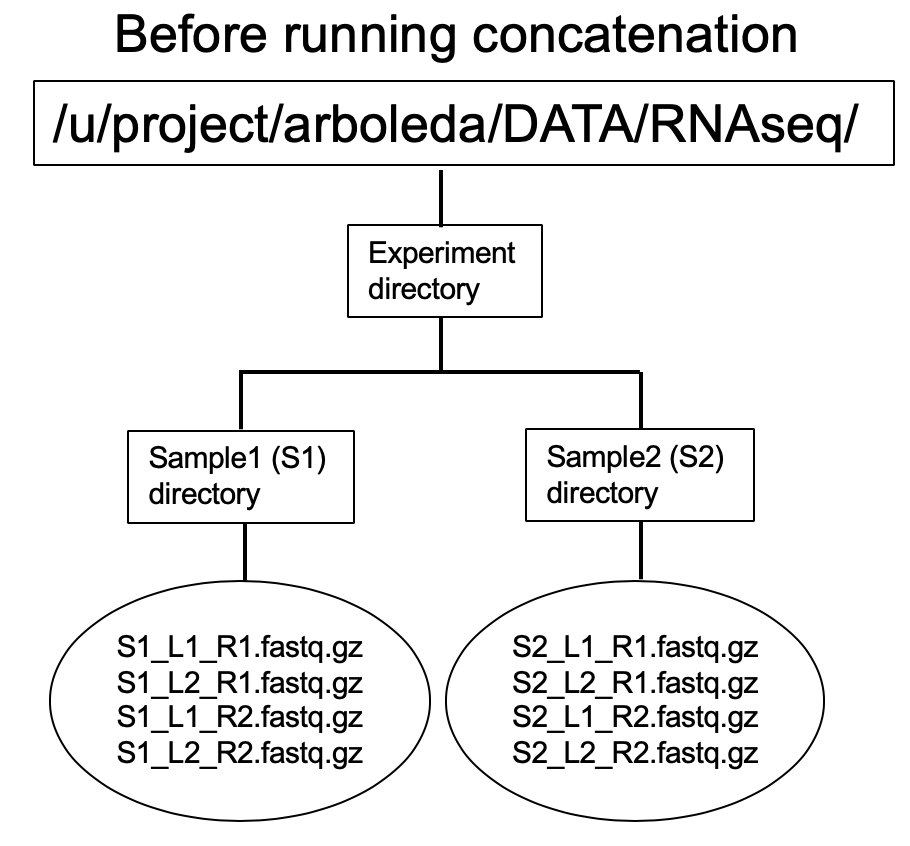 Before running concatenation
/u/project/arboleda/DATA/RNAseq/
Experiment
directory
Sample1 (S1)
directory
Sample2 (S2)
directory
S1_L1_R1.fastq.gz
S1_L2_R1.fastq.gz
S1_L1_R2.fastq.gz
S1_L2_R2.fastq.gz
S2_L1_R1.fastq.gz
S2_L2_R1.fastq.gz
S2_L1_R2.fastq.gz
S2_L2_R2.fastq.gz